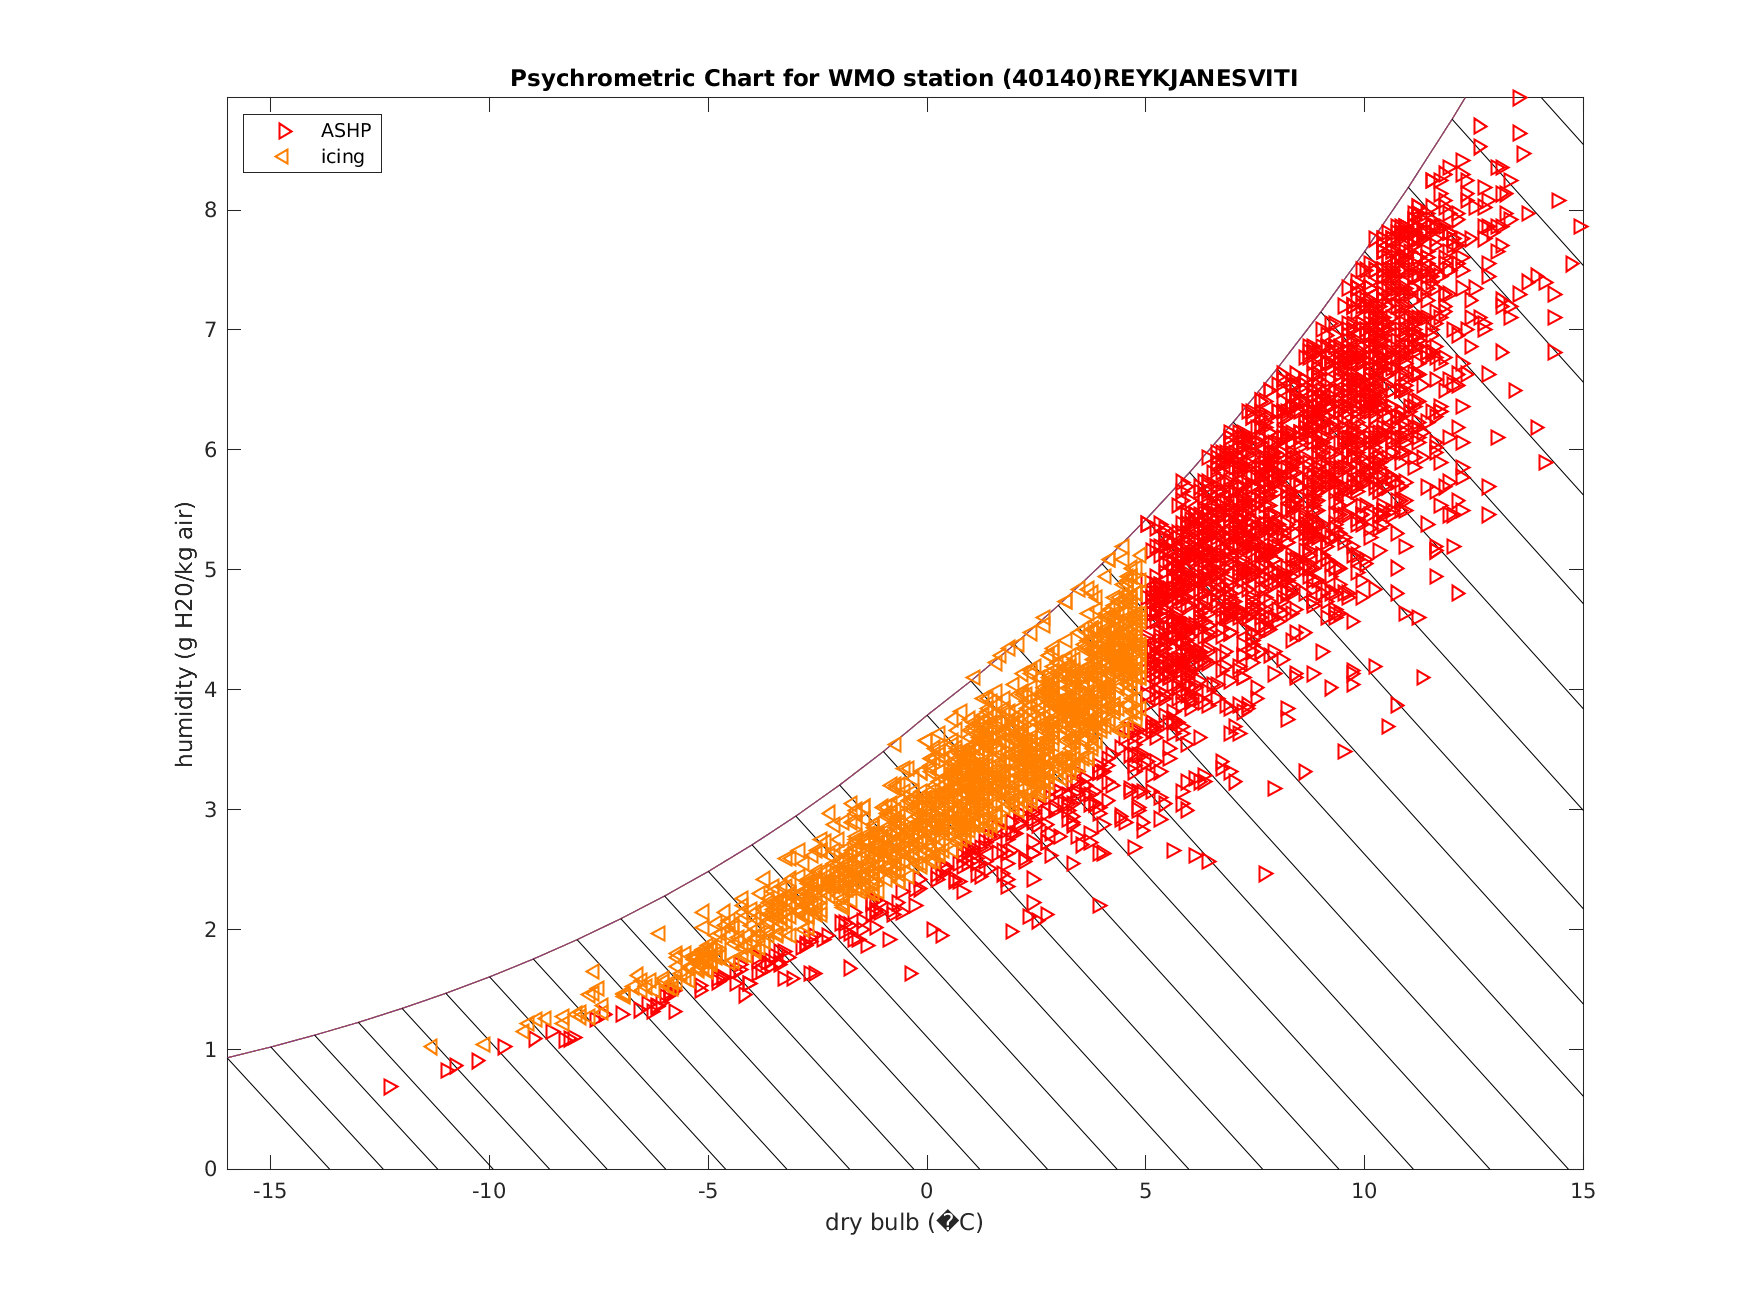 Psychrometric Chart for WMO station (40140)REYKJANESVITI
ASHP
icing
humidity (g H20/kg air)
8
7
6
5
4
3
2
1
0
-15 -10 -5 0 5 10 15
dry bulb (�C)